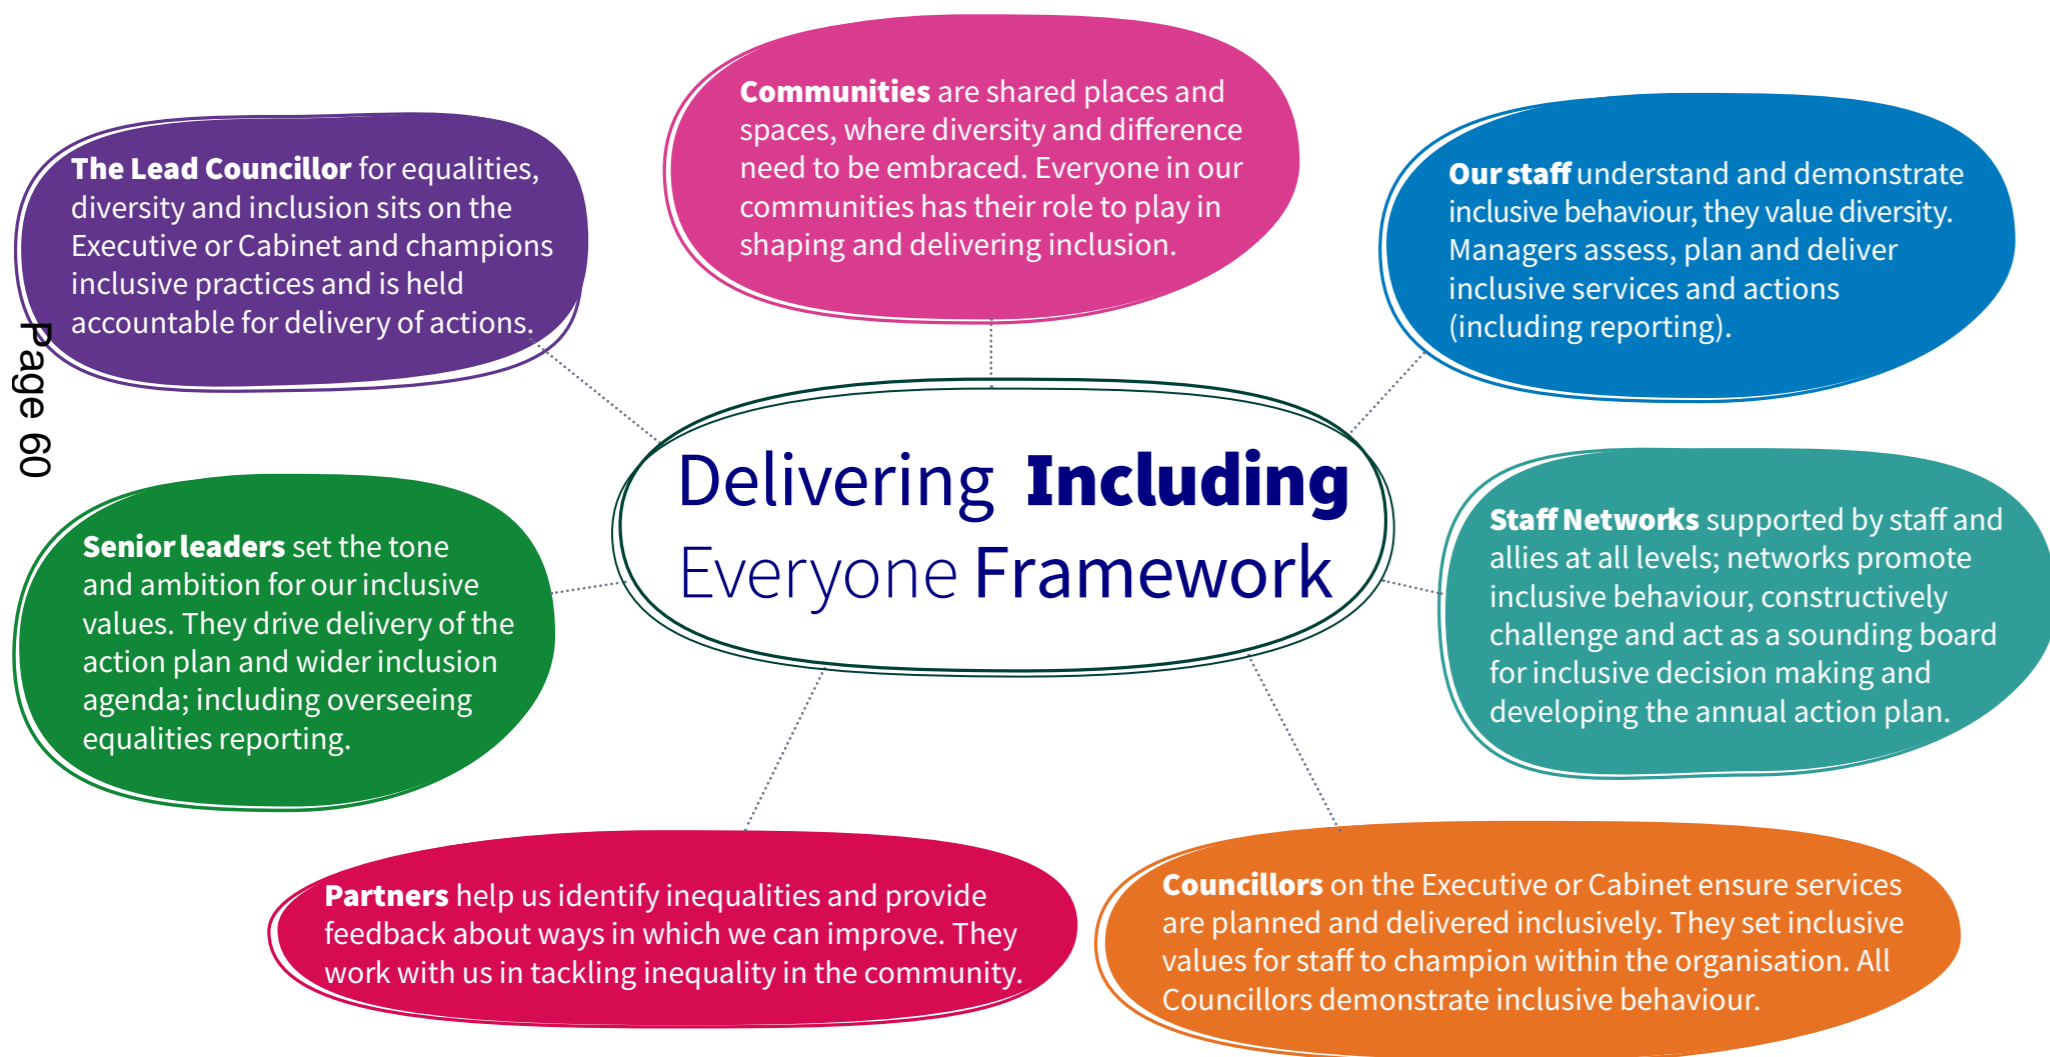 Communities are shared places and
spaces, where diversity and difference
need to be embraced. Everyone in our
communities has their role to play in
shaping and delivering inclusion.
The Lead Councillor for equalities,
diversity and inclusion sits on the
Executive or Cabinet and champions
inclusive practices and is held
accountable for delivery of actions.
Our staff understand and demonstrate
inclusive behaviour, they value diversity.
Managers assess, plan and deliver
inclusive services and actions
(including reporting).
Page 60
Delivering Including
Everyone Framework
Senior leaders set the tone
and ambition for our inclusive
values. They drive delivery of the
action plan and wider inclusion
agenda; including overseeing
equalities reporting.
Staff Networks supported by staff and
allies at all levels; networks promote
inclusive behaviour, constructively
challenge and act as a sounding board
for inclusive decision making and
developing the annual action plan.
Partners help us identify inequalities and provide
feedback about ways in which we can improve. They
work with us in tackling inequality in the community.
Councillors on the Executive or Cabinet ensure services
are planned and delivered inclusively. They set inclusive
values for staff to champion within the organisation. All
Councillors demonstrate inclusive behaviour.